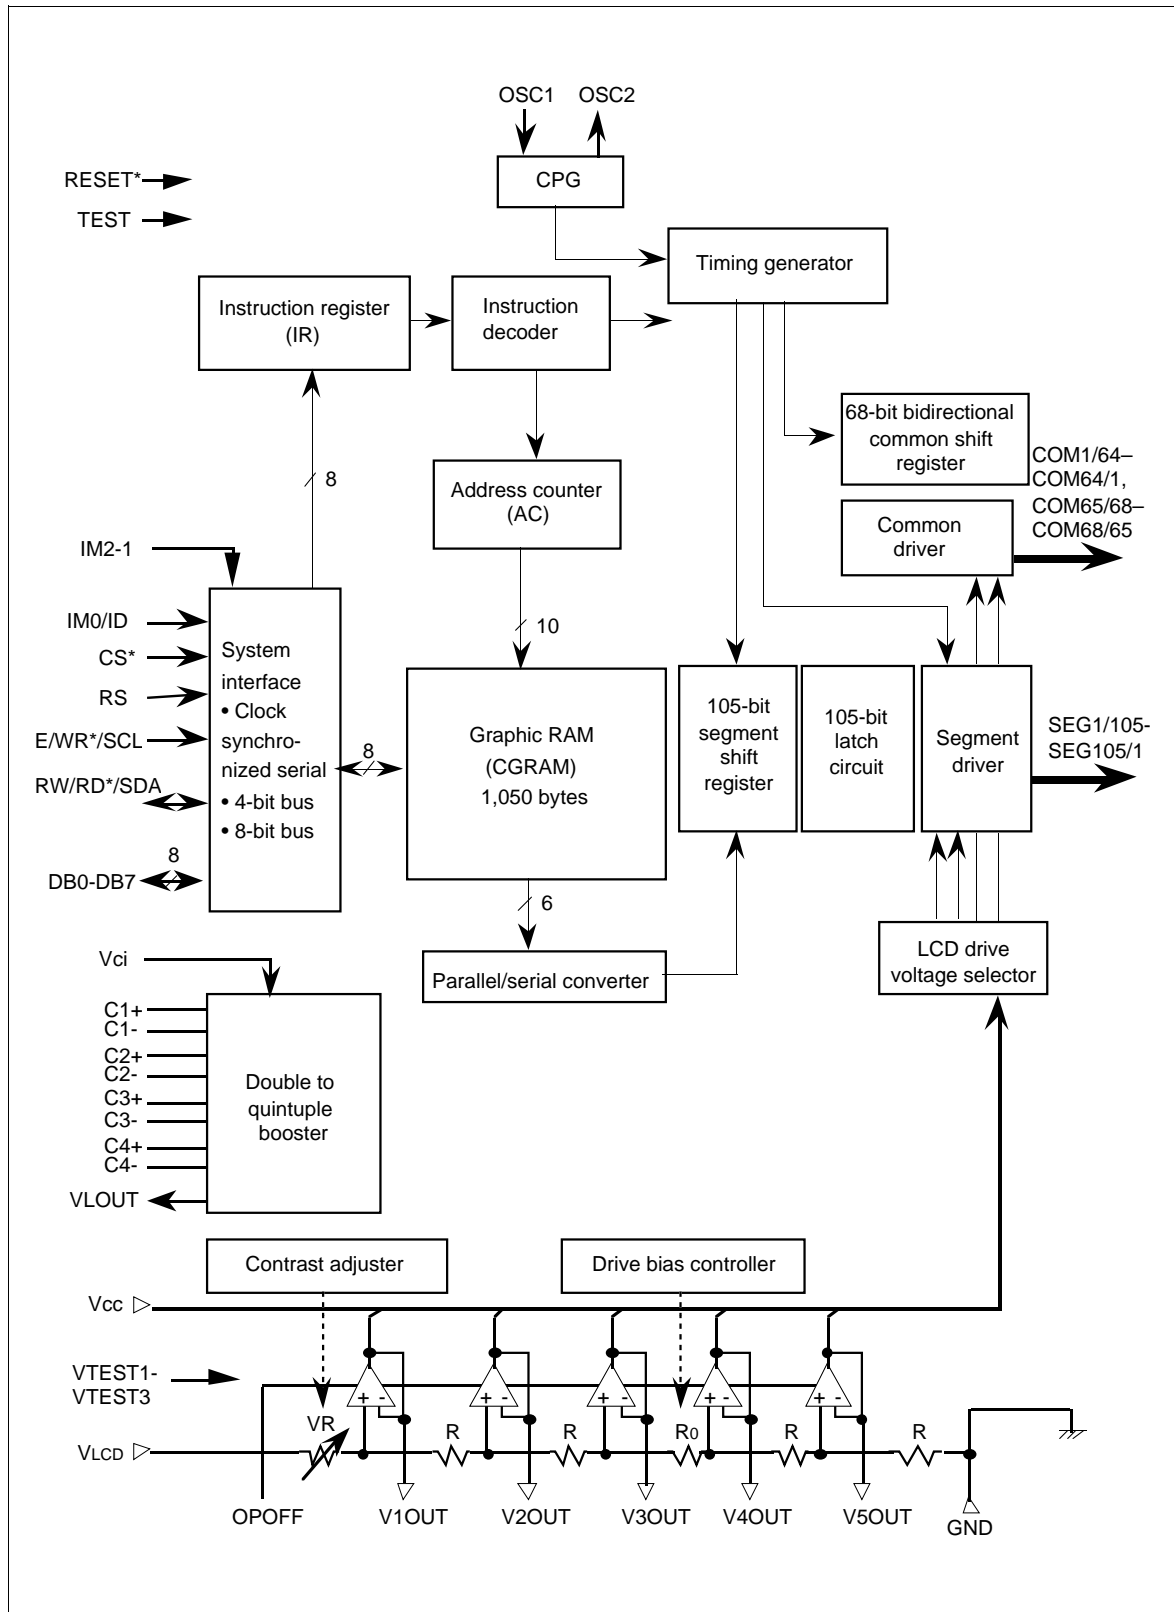 OSC1 OSC2
CPG
RESET*
TEST
Timing generator
Instruction register
(IR)
Instruction
decoder
68-bit bidirectional
common shift
register
COM1/64–
COM64/1,
COM65/68–
COM68/65
8
Address counter
(AC)
Common
driver
IM2-1
10
IM0/ID
CS*
RS
E/WR*/SCL
RW/RD*/SDA
8
DB0-DB7
System
interface
• Clock
synchro-
nized serial
• 4-bit bus
• 8-bit bus
8
Graphic RAM
(CGRAM)
1,050 bytes
105-bit
segment
shift
register
105-bit
latch
circuit
Segment
driver
SEG1/105-
SEG105/1
6
Parallel/serial converter
LCD drive
voltage selector
Vci
C1+
C1-
C2+
C2-
C3+
C3-
C4+
C4-
VLOUT
Double to
quintuple
booster
Contrast adjuster
Drive bias controller
Vcc
VTEST1-
VTEST3
+ - + - + - + - + -
VR R R R0 R R
VLCD
OPOFF V1OUT V2OUT V3OUT V4OUT V5OUT GND